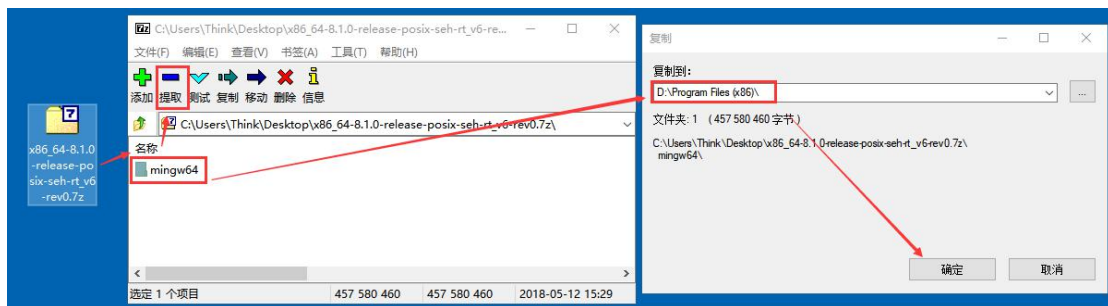 x86_64-8.1.0
-release-po
six-seh-rt_v6
-rev0.7z
C:\Users\Think\Desktop\x86_64-8.1.0-release-posix-seh-rt_v6-re...
文件(F) 编辑(E) 查看(V) 书签(A) 工具(T) 帮助(H)
添加 提取 测试 复制 移动 删除 信息
C:\Users\Think\Desktop\x86_64-8.1.0-release-posix-seh-rt_v6-rev0.7z\
名称
mingw64
选定 1 个项目 457 580 460 457 580 460 2018-05-12 15:29
复制
复制到:
D:\Program Files (x86)\
...
文件夹: 1 (457 580 460 字节)
C:\Users\Think\Desktop\x86_64-8.1.0-release-posix-seh-rt_v6-rev0.7z\
mingw64\
确定 取消